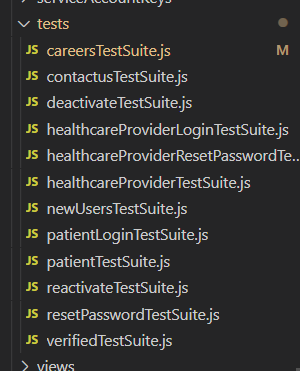 serviceAccountKeys
tests
JS careersTestSuite.js M
JS contactusTestSuite.js
JS deactivateTestSuite.js
JS healthcareProviderLoginTestSuite.js
JS healthcareProviderResetPasswordTe...
JS healthcareProviderTestSuite.js
JS newUsersTestSuite.js
JS patientLoginTestSuite.js
JS patientTestSuite.js
JS reactivateTestSuite.js
JS resetPasswordTestSuite.js
JS verifiedTestSuite.js
views